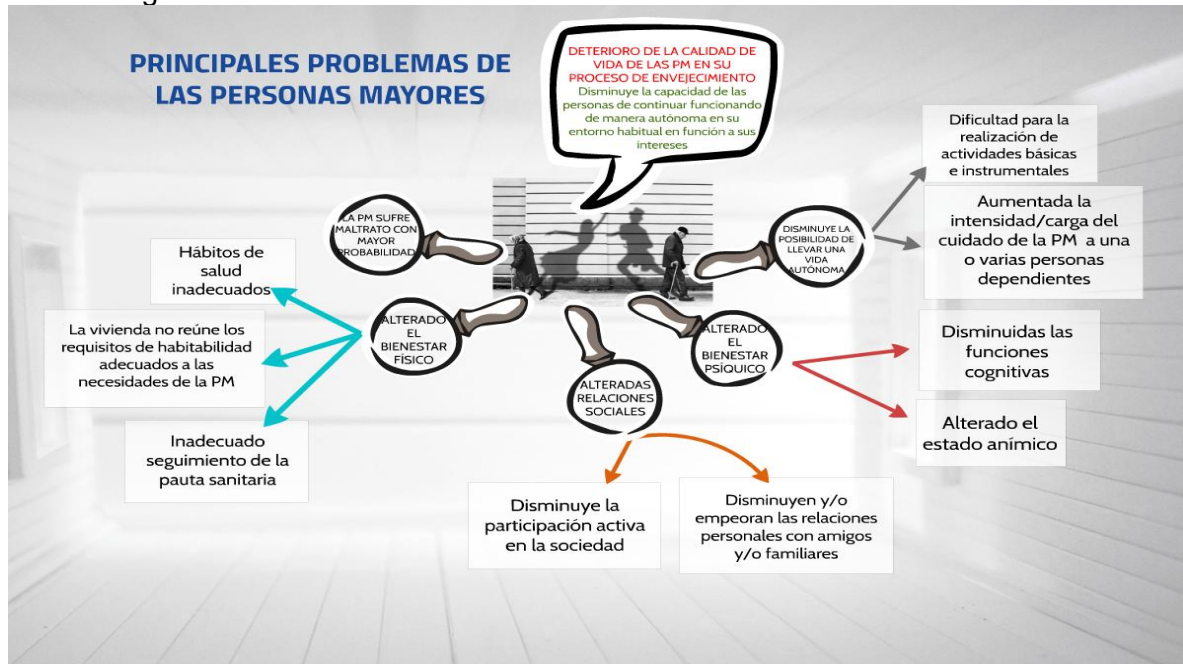 PRINCIPALES PROBLEMAS DE
LAS PERSONAS MAYORES
DETERIORO DE LA CALIDAD DE
VIDA DE LAS PM EN SU
PROCESO DE ENVEJECIMIENTO
Disminuye la capacidad de las
personas de continuar funcionando
de manera autónoma en su
entorno habitual en función a sus
intereses
LA PM SUFRE
MALTRATO CON
MAYOR
PROBABILIDAD
ALTERADO
EL
BIENESTAR
FÍSICO
Hábitos de
salud
inadecuados
La vivienda no reúne los
requisitos de habitabilidad
adecuados a las
necesidades de la PM
Inadecuado
seguimiento de la
pauta sanitaria
ALTERADAS
RELACIONES
SOCIALES
Disminuye la
participación activa
en la sociedad
Disminuyen y/o
empeoran las relaciones
personales con amigos
y/o familiares
ALTERADO
EL
BIENESTAR
PSÍQUICO
Disminuidas las
funciones
cognitivas
Alterado el
estado anímico
DISMINUYE LA
POSIBILIDAD DE
LLEVAR UNA
VIDA
AUTÓNOMA
Dificultad para la
realización de
actividades básicas
e instrumentales
Aumentada la
intensidad/carga del
cuidado de la PM a una
o varias personas
dependientes